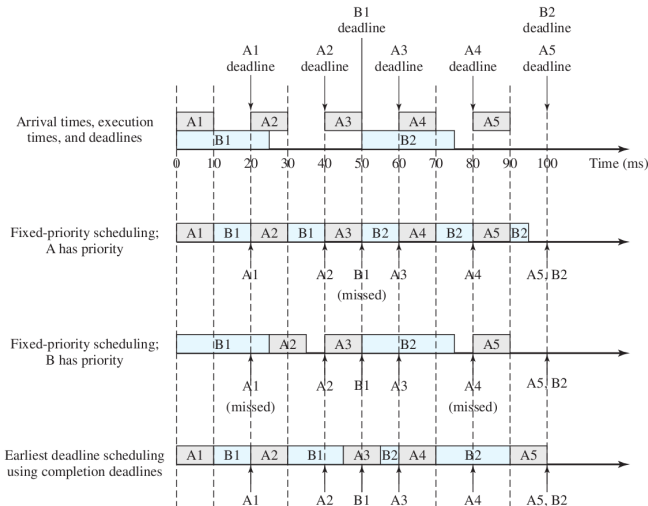 B1
deadline
B2
deadline
A1
deadline
A2
deadline
A3
deadline
A4
deadline
A5
deadline
Arrival times, execution
times, and deadlines
A1 A2 A3 A4 A5
B1 B2
0 10 20 30 40 50 60 70 80 90 100 Time (ms)
Fixed-priority scheduling;
A has priority
A1 B1 A2 B1 A3 B2 A4 B2 A5 B2
A1 A2 B1 A3 A4 A5, B2
(missed)
Fixed-priority scheduling;
B has priority
B1 A2 A3 B2 A5
A1 A2 B1 A3 A4 A5, B2
(missed) (missed)
Earliest deadline scheduling
using completion deadlines
A1 B1 A2 B1 A3 B2 A4 B2 A5
A1 A2 B1 A3 A4 A5, B2